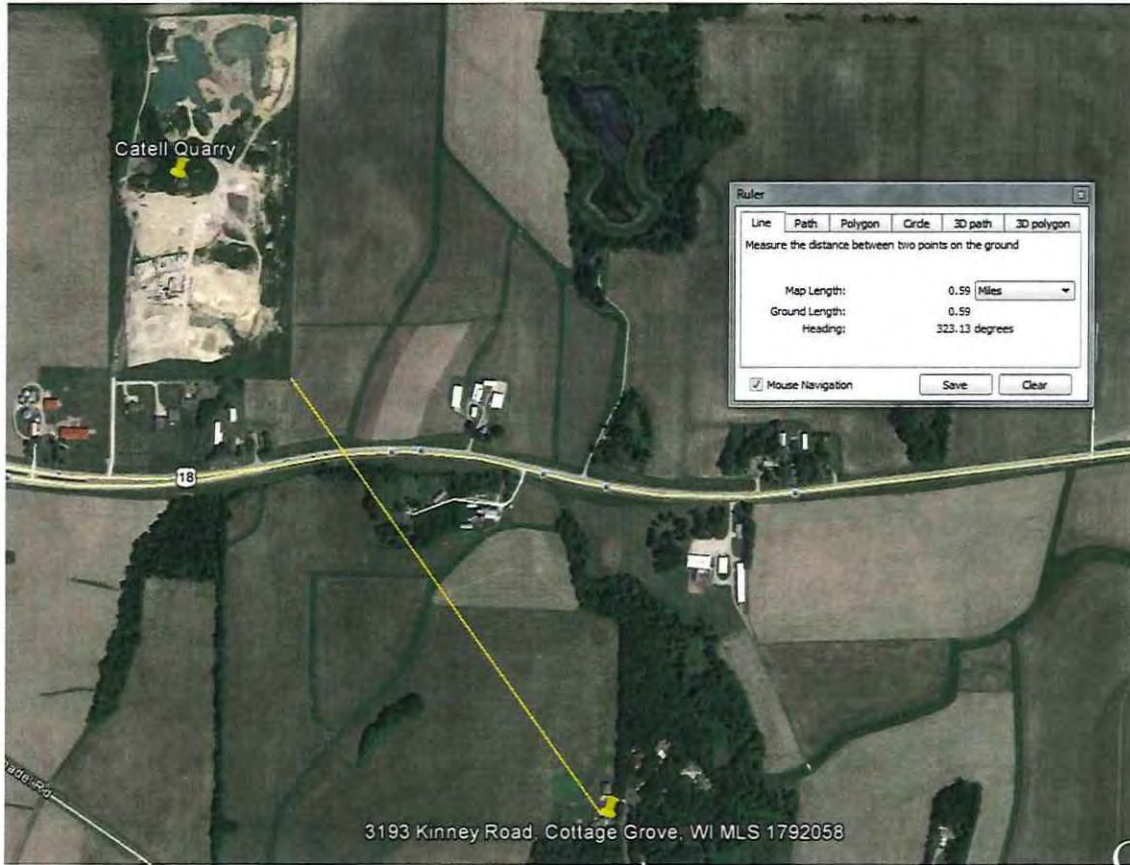 Catell Quarry
Ruler
Line Path Polygon Circle 3D path 3D polygon
Measure the distance between two points on the ground
Map Length: 0.59 Miles
Ground Length: 0.59
Heading: 323.13 degrees
Mouse Navigation Save Clear
18
Rd
3193 Kinney Road, Cottage Grove, WI MLS 1792058